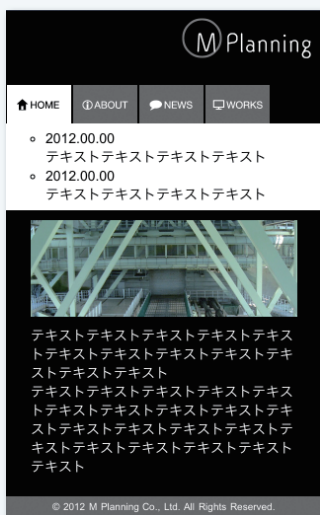 M Planning
HOME ABOUT NEWS WORKS
2012.00.00
テキストテキストテキストテキスト
2012.00.00
テキストテキストテキストテキスト
テキストテキストテキストテキストテキス
トテキストテキストテキストテキストテキ
ストテキストテキスト
テキストテキストテキストテキストテキス
トテキストテキストテキストテキストテキ
ストテキストテキストテキストテキストテ
キストテキストテキストテキストテキスト
テキスト
© 2012 M Planning Co., Ltd. All Rights Reserved.